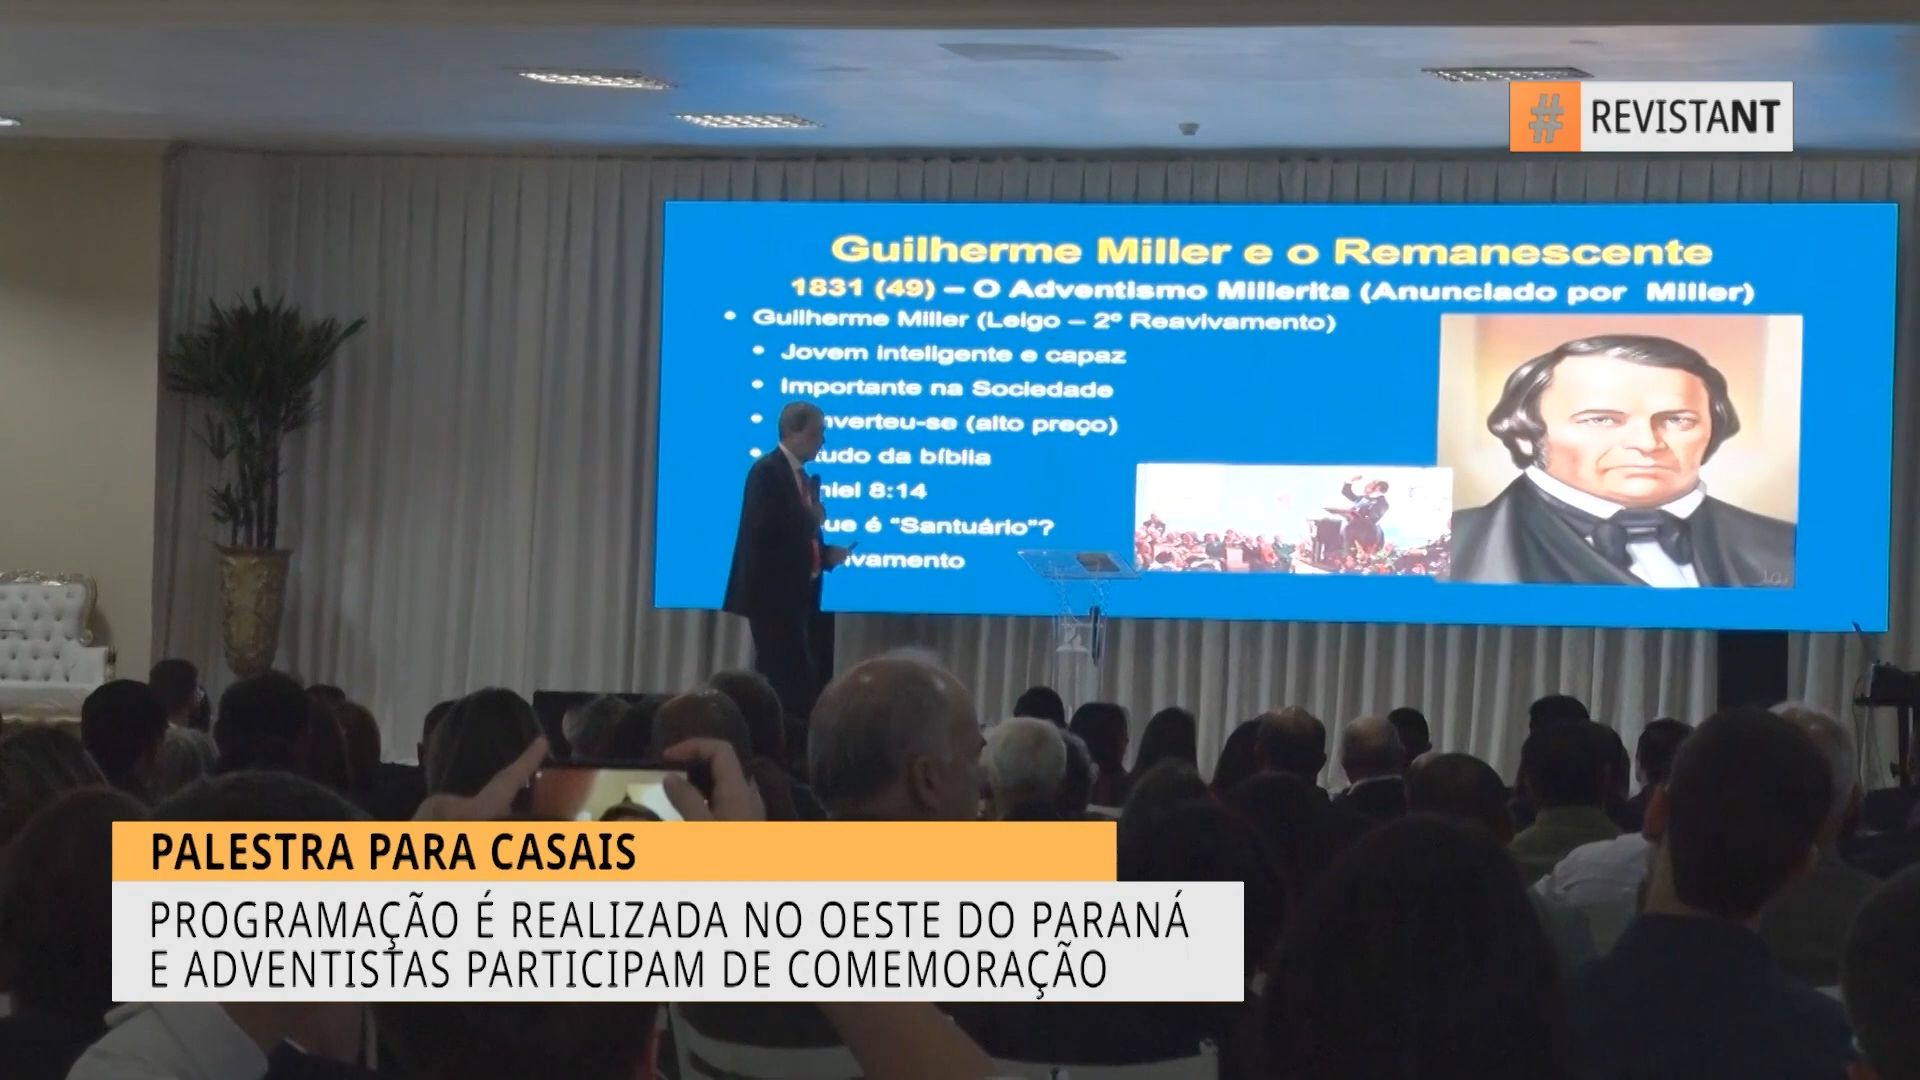 # REVISTANT
Guilherme Miller e o Remanescente
1831 (49) – O Adventismo Millerita (Anunciado por Miller)
• Guilherme Miller (Leigo – 2º Reavivamento)
• Jovem inteligente e capaz
• Importante na Sociedade
• nverteu-se (alto preço)
• tudo da bíblia
niel 8:14
ue é “Santuário”?
ivamento
PALESTRA PARA CASAIS
PROGRAMAÇÃO É REALIZADA NO OESTE DO PARANÁ
E ADVENTISTAS PARTICIPAM DE COMEMORAÇÃO